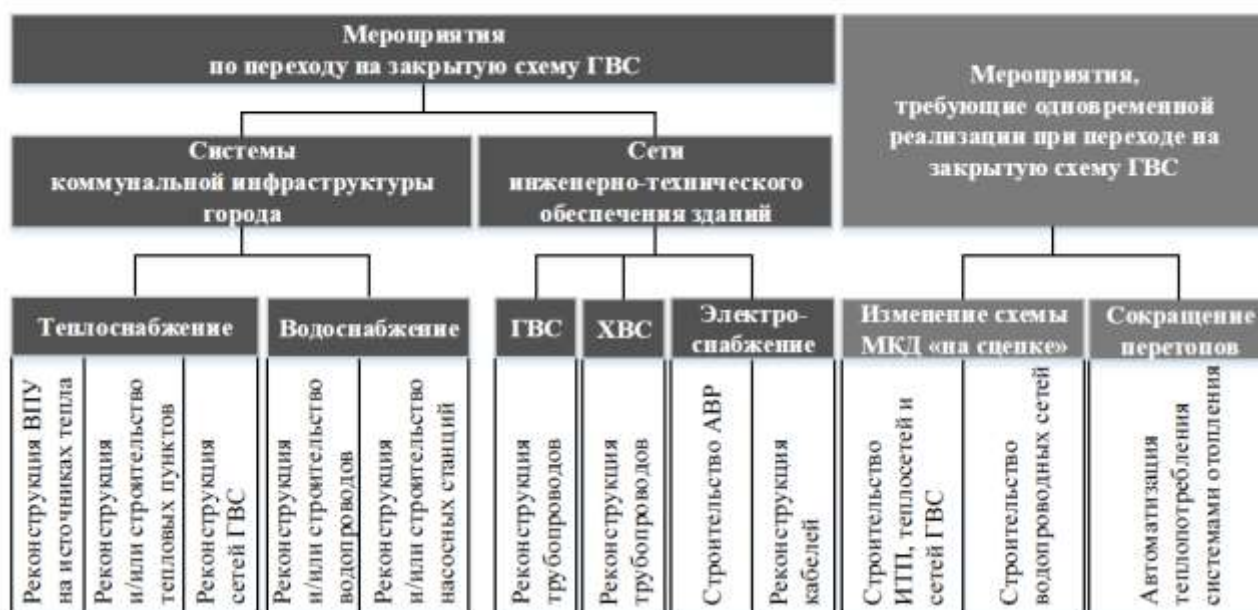 Мероприятия
по переходу на закрытую схему ГВС
Мероприятия,
требующие одновременной
реализации при переходе на
закрытую схему ГВС
Системы
коммунальной инфраструктуры
города
Сети
инженерно-технического
обеспечения зданий
Теплоснабжение
Водоснабжение
ГВС
ХВС
Электро-
снабжение
Изменение схемы
МКД «на сцепке»
Сокращение
перетопов
Реконструкция ВПУ
на источниках тепла
Реконструкция
и/или строительство
тепловых пунктов
Реконструкция
сетей ГВС
Реконструкция
и/или строительство
водопроводов
Реконструкция
и/или строительство
насосных станций
Реконструкция
трубопроводов
Реконструкция
трубопроводов
Строительство АВР
Реконструкция
кабелей
Строительство
ИТП, теплосетей и
сетей ГВС
Строительство
водопроводных сетей
Автоматизация
теплопотребления
системами отопления